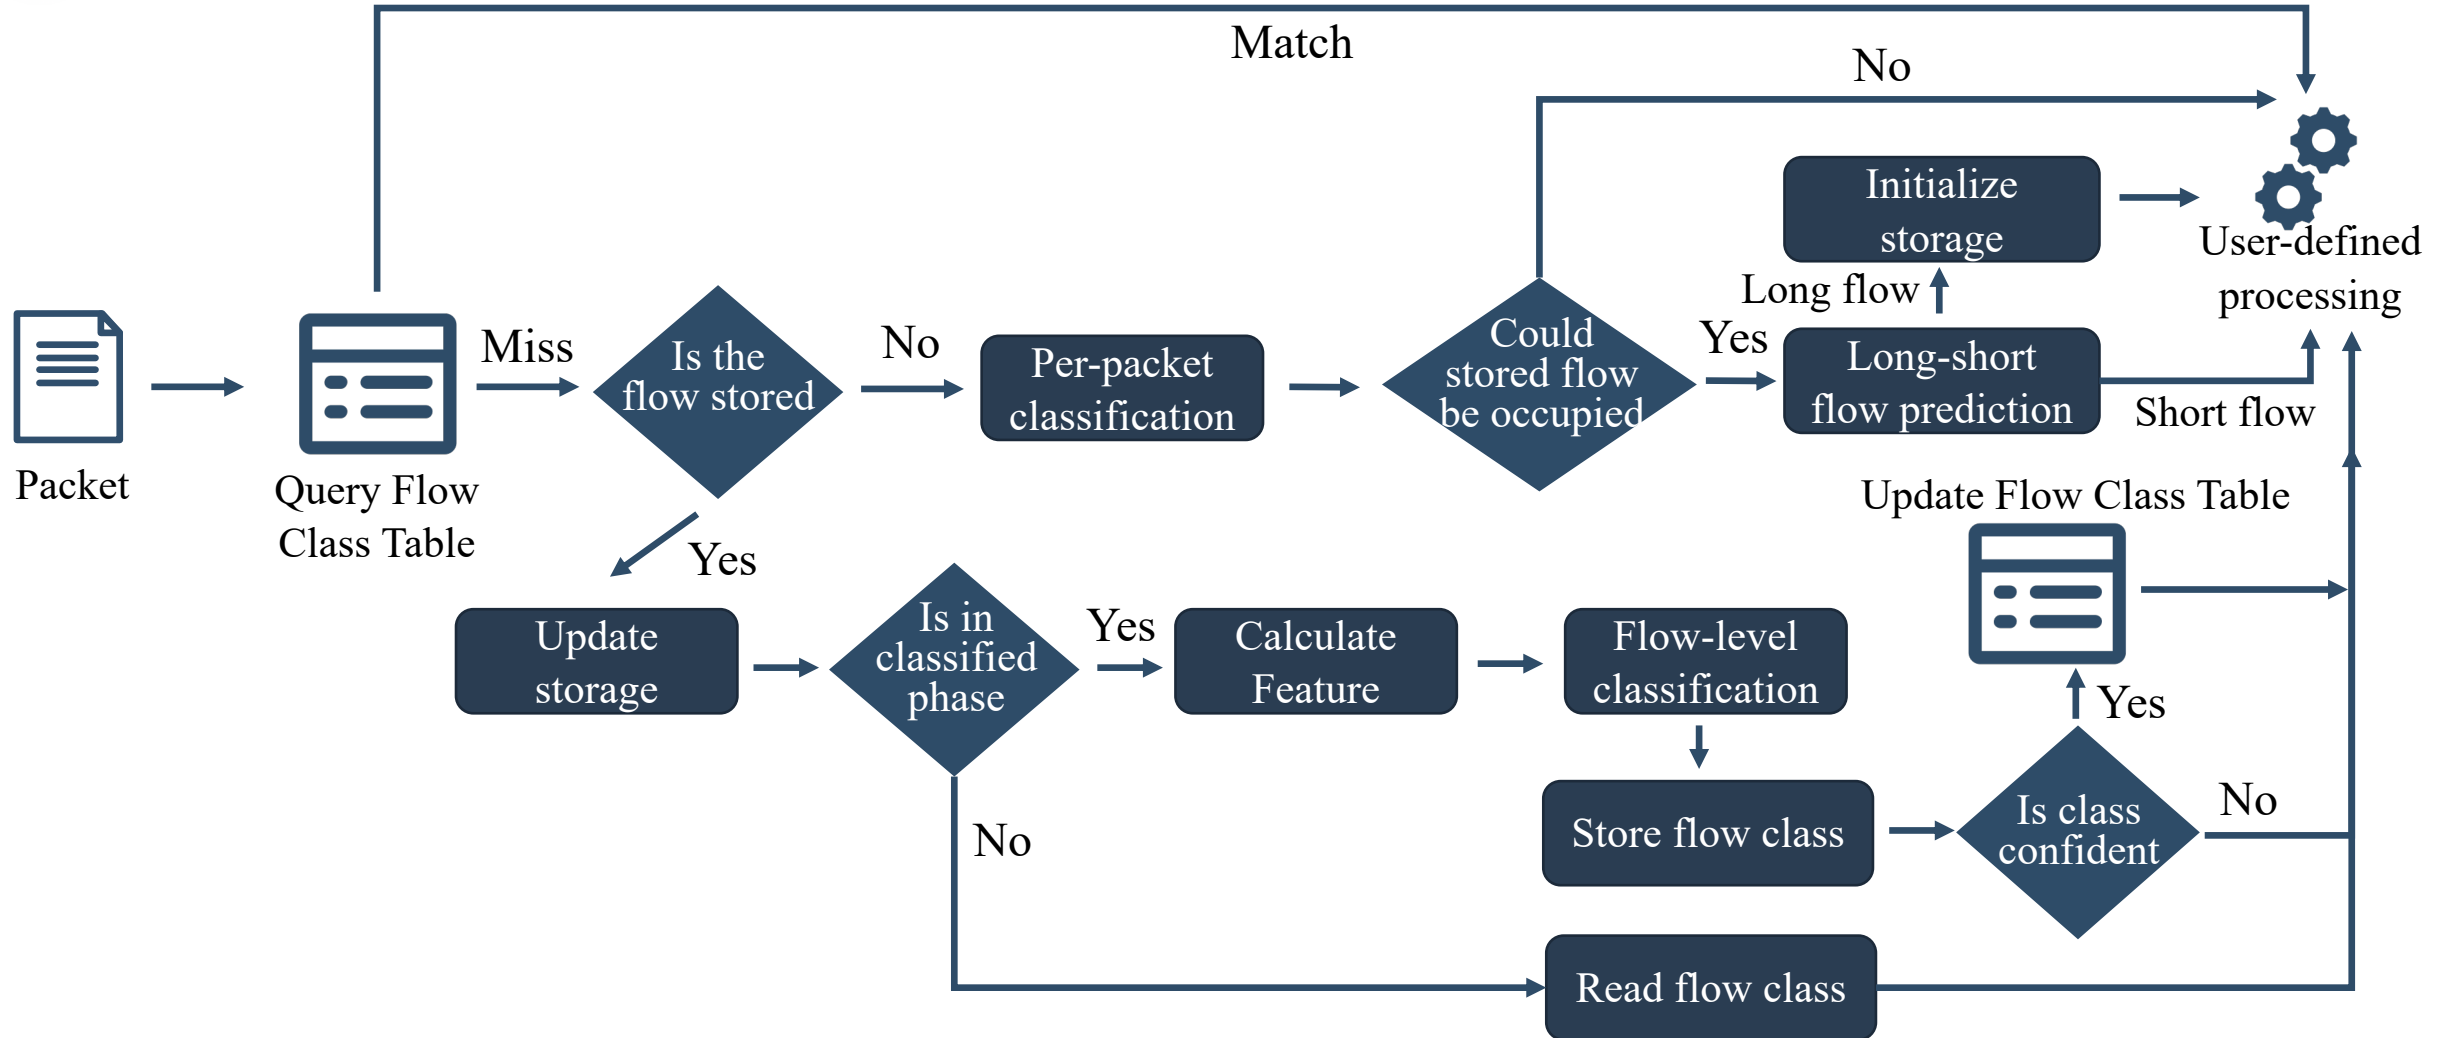 Match
No
Initialize
storage
User-defined
processing
Long flow
Packet
Query Flow
Class Table
Miss
Is the
flow stored
No
Per-packet
classification
Could
stored flow
be occupied
Yes
Long-short
flow prediction
Short flow
Yes
Update
storage
Is in
classified
phase
Yes
Calculate
Feature
Flow-level
classification
Update Flow Class Table
Yes
Store flow class
Is class
confident
No
No
Read flow class